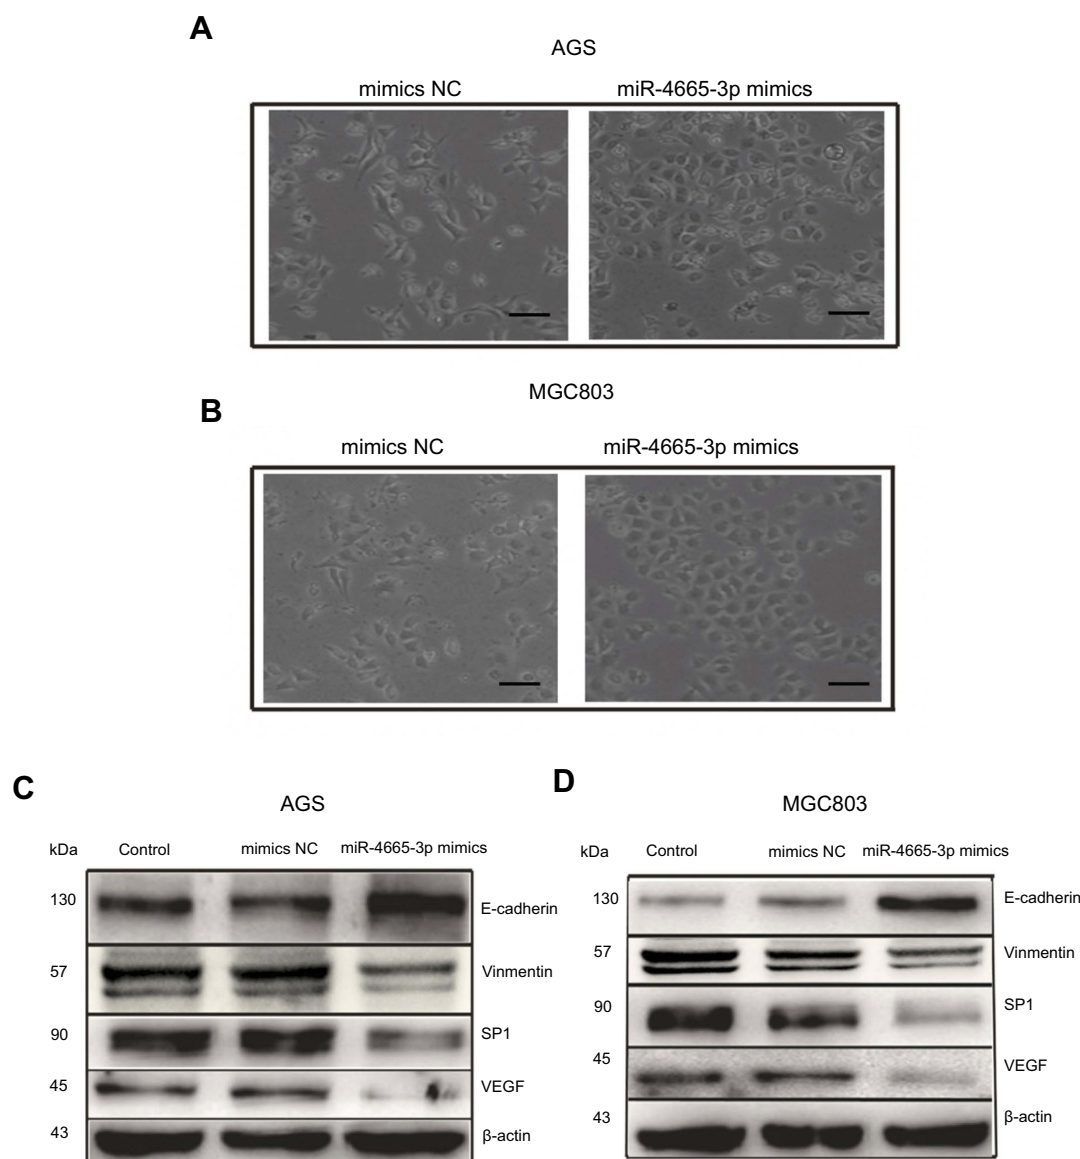 A
AGS
mimics NC miR-4665-3p mimics
MGC803
B
mimics NC miR-4665-3p mimics
C
AGS
kDa Control mimics NC miR-4665-3p mimics
130 E-cadherin
57 Vinmentin
90 SP1
45 VEGF
43 β-actin
D
MGC803
kDa Control mimics NC miR-4665-3p mimics
130 E-cadherin
57 Vinmentin
90 SP1
45 VEGF
43 β-actin